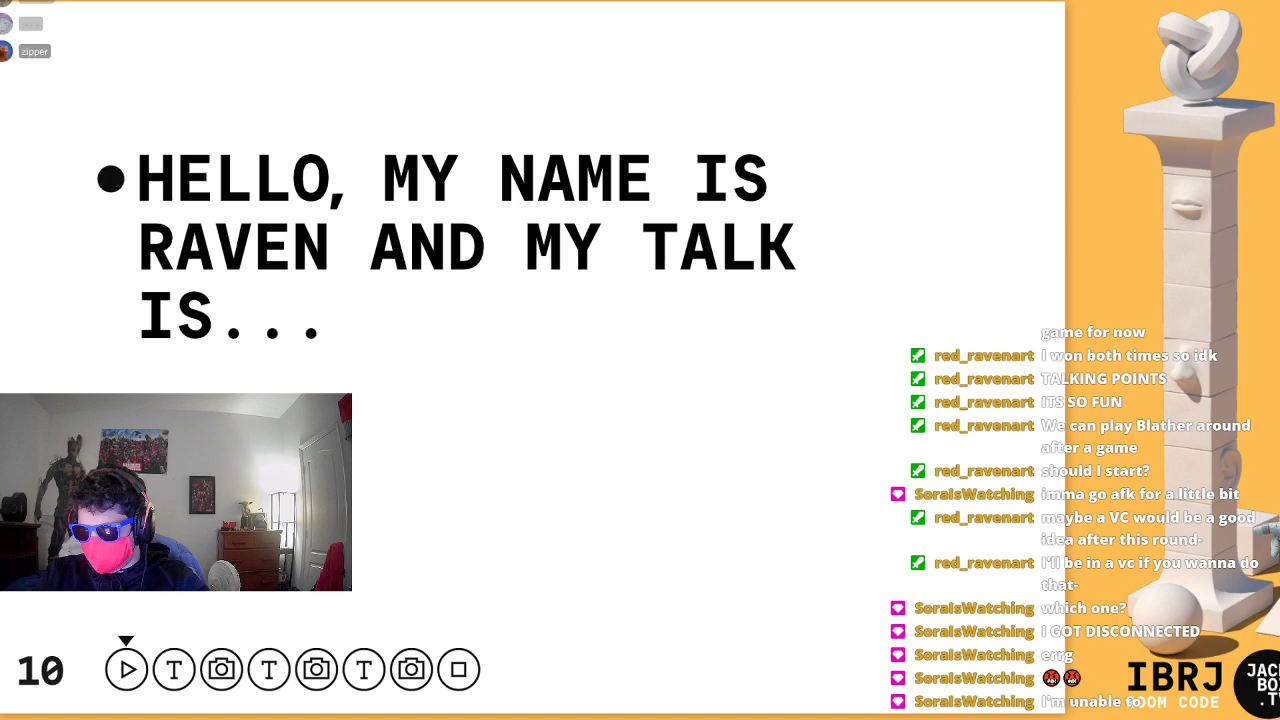 zipper
HELLO, MY NAME IS
RAVEN AND MY TALK
IS...
game for now
red_ravenart I won both times so idk
red_ravenart TALKING POINTS
red_ravenart ITS SO FUN
red_ravenart We can play Blather around
after a game
red_ravenart should I start?
SoraIsWatching imma go afk for a little bit
red_ravenart maybe a VC would be a good
idea after this round-
red_ravenart I'll be in a vc if you wanna do
that-
SoraIsWatching which one?
SoraIsWatching I GOT DISCONNECTED
SoraIsWatching errg
SoraIsWatching
SoraIsWatching I'm unable to
10
T
T
T
IBRJ
ROOM CODE